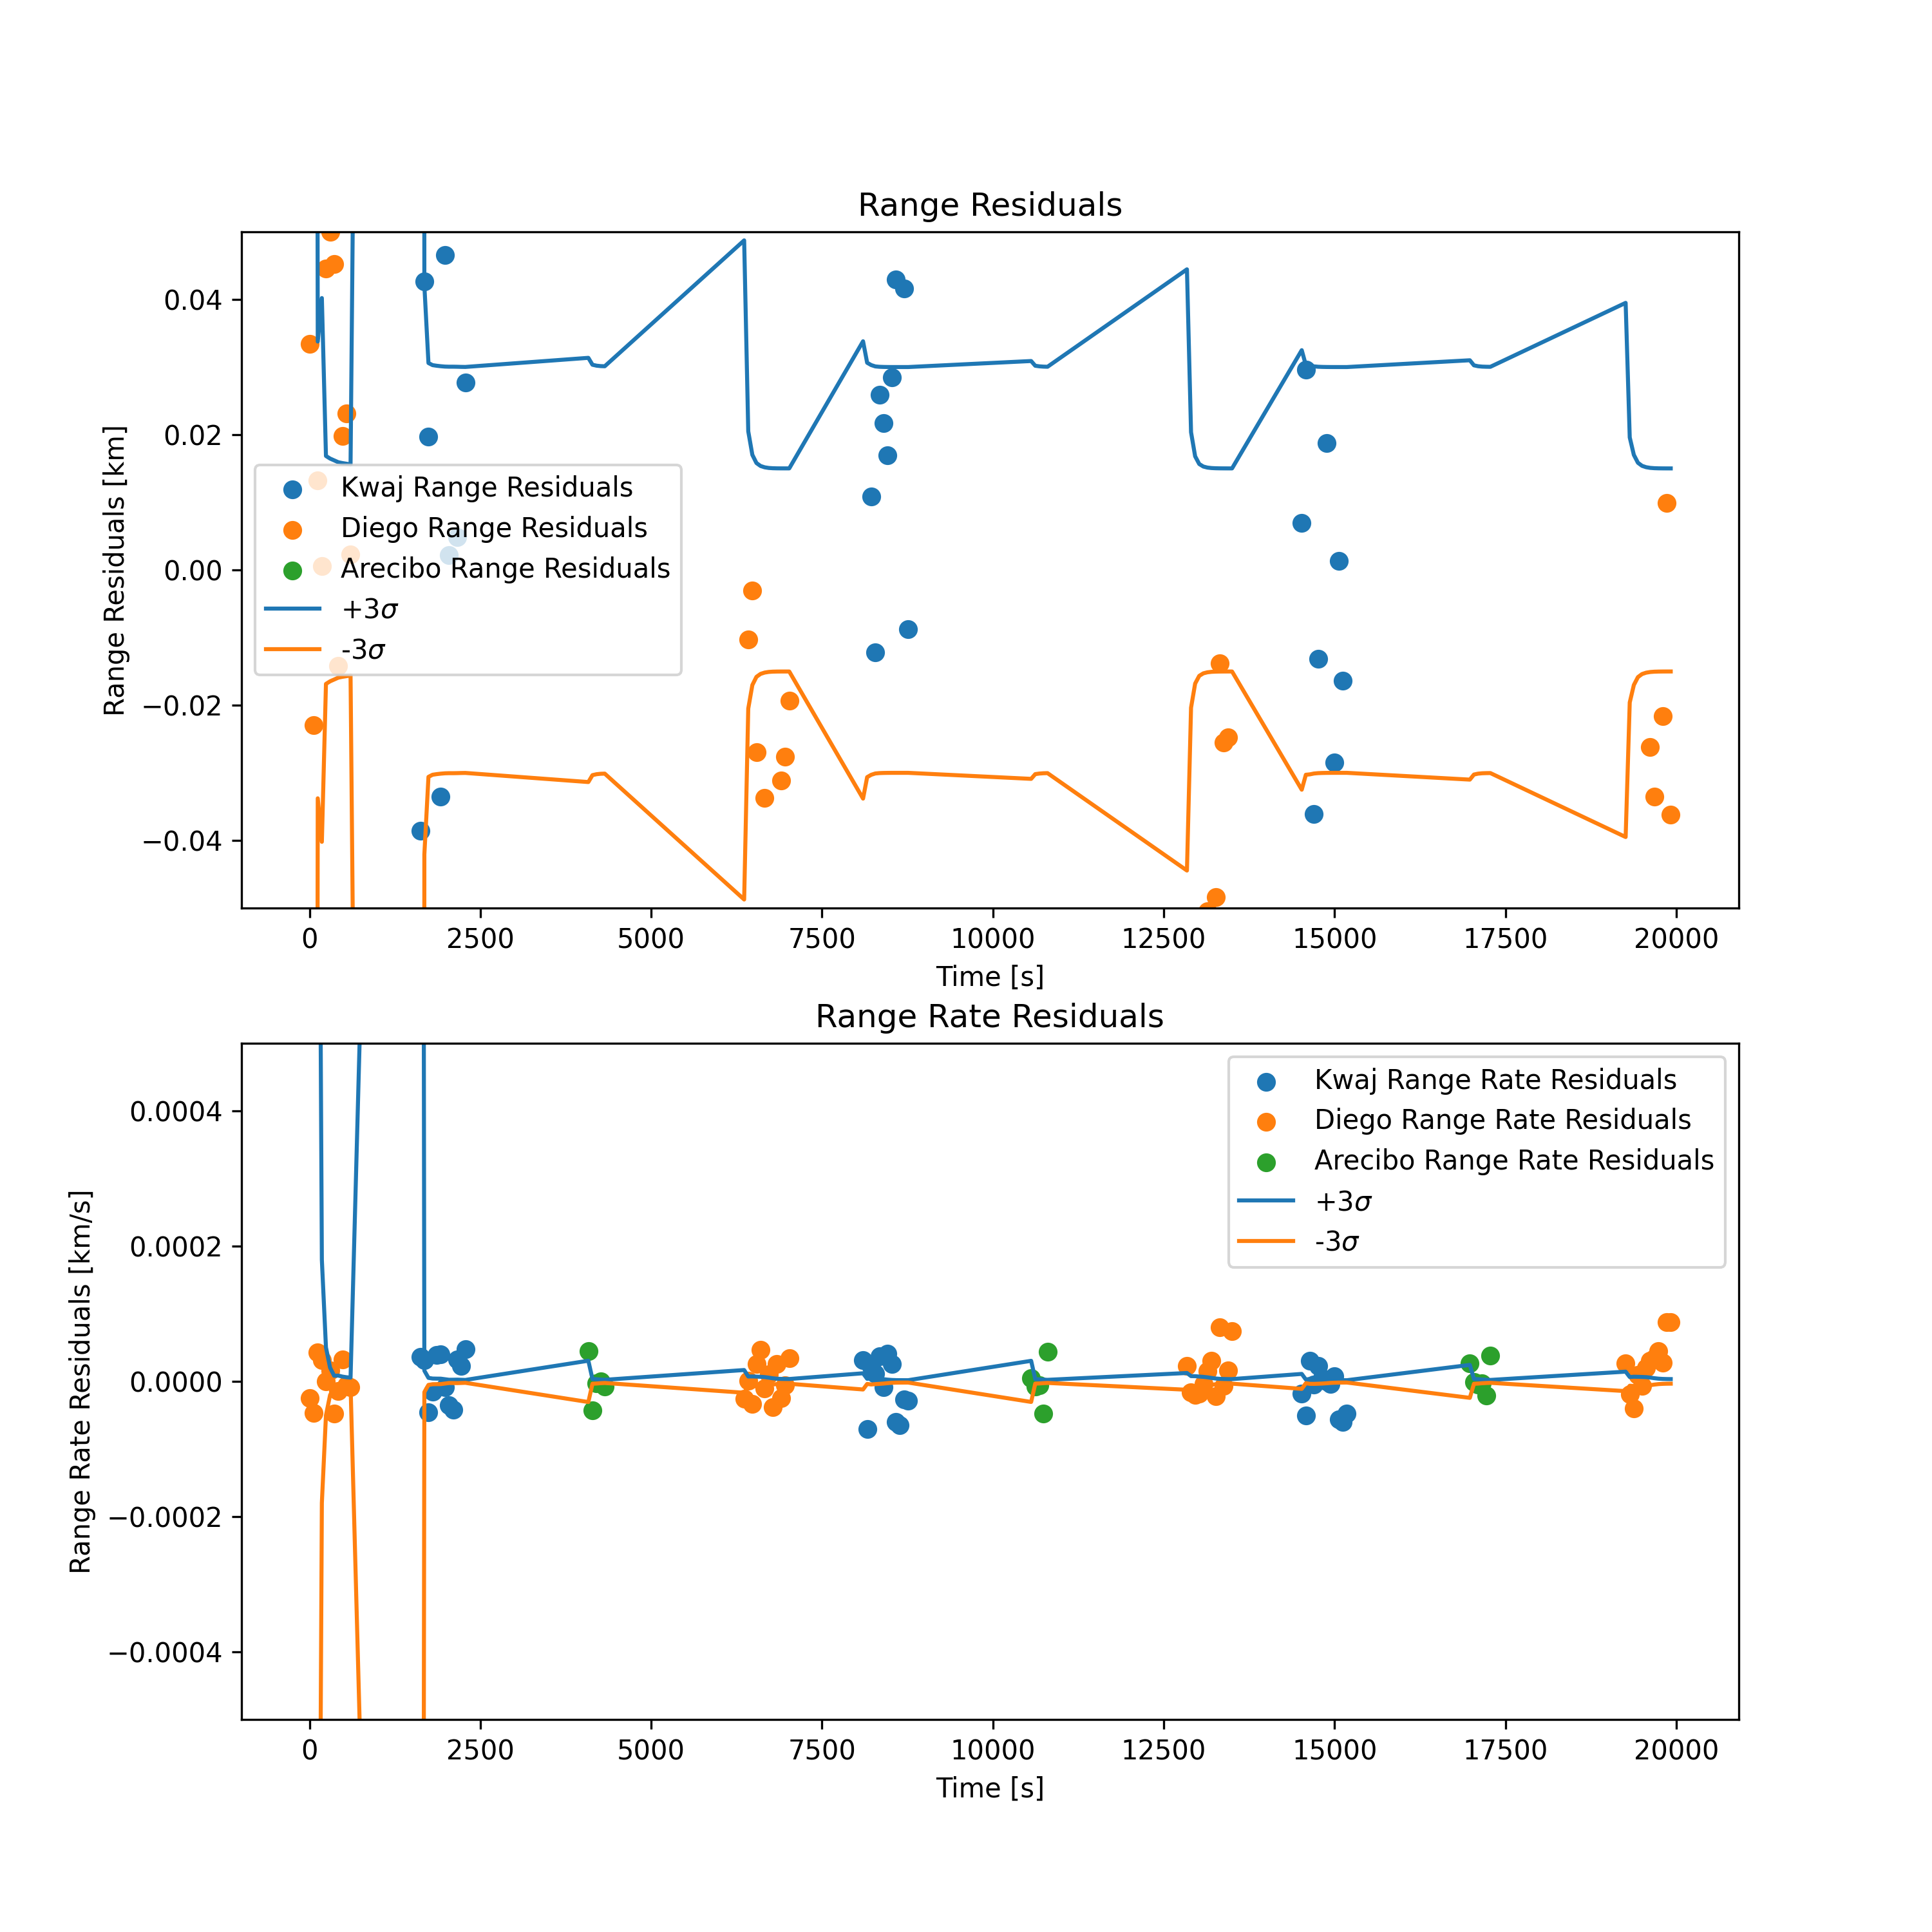 Range Residuals
Range Residuals [km]
0.04
0.02
0.00
−0.02
−0.04
Kwaj Range Residuals
Diego Range Residuals
Arecibo Range Residuals
+3σ
-3σ
0 2500 5000 7500 10000 12500 15000 17500 20000
Time [s]
Range Rate Residuals
Range Rate Residuals [km/s]
0.0004
0.0002
0.0000
−0.0002
−0.0004
Kwaj Range Rate Residuals
Diego Range Rate Residuals
Arecibo Range Rate Residuals
+3σ
-3σ
0 2500 5000 7500 10000 12500 15000 17500 20000
Time [s]